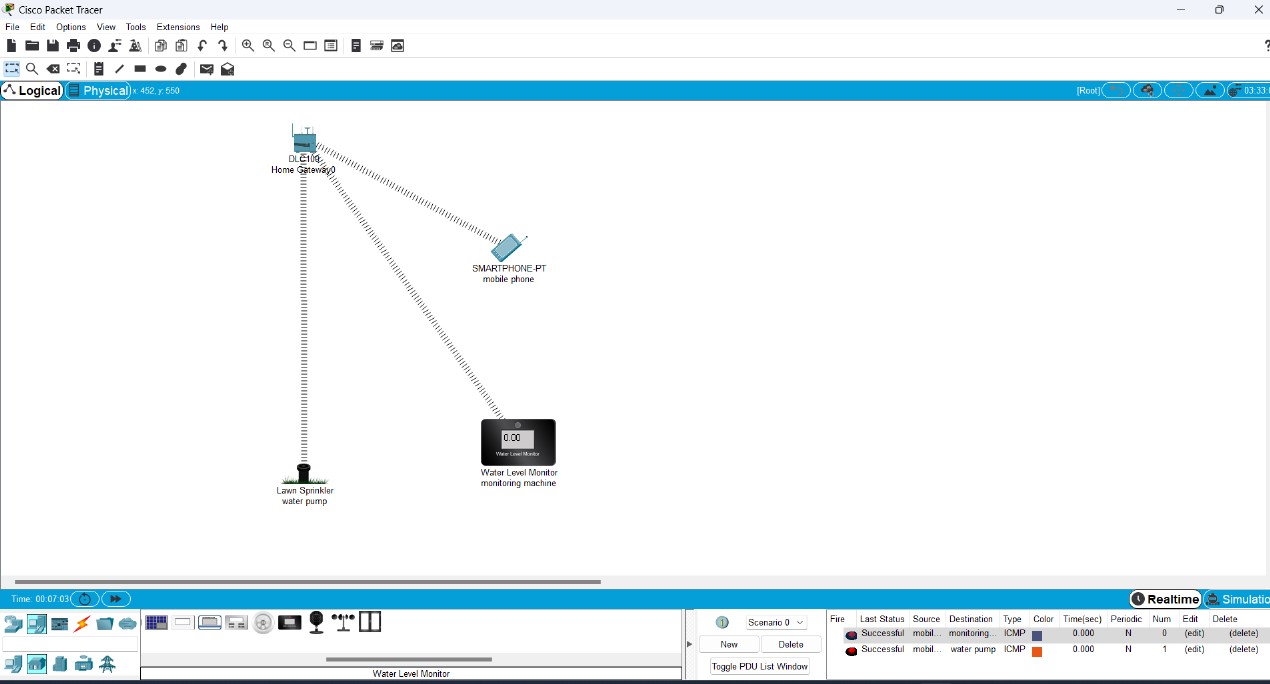 Cisco Packet Tracer
File Edit Options View Tools Extensions Help
?
Logical Physical x: 452, y: 550 [Root] 03:33:
DLC100
Home Gateway0
SMARTPHONE-PT
mobile phone
0.00
Water Level Monitor
Water Level Monitor
monitoring machine
Lawn Sprinkler
water pump
Time: 00:07:03 Realtime Simulatio
Scenario 0
New Delete
Toggle PDU List Window
Fire Last Status Source Destination Type Color Time(sec) Periodic Num Edit Delete
Successful mobil... monitoring... ICMP 0.000 N 0 (edit) (delete)
Successful mobil... water pump ICMP 0.000 N 1 (edit) (delete)
Water Level Monitor